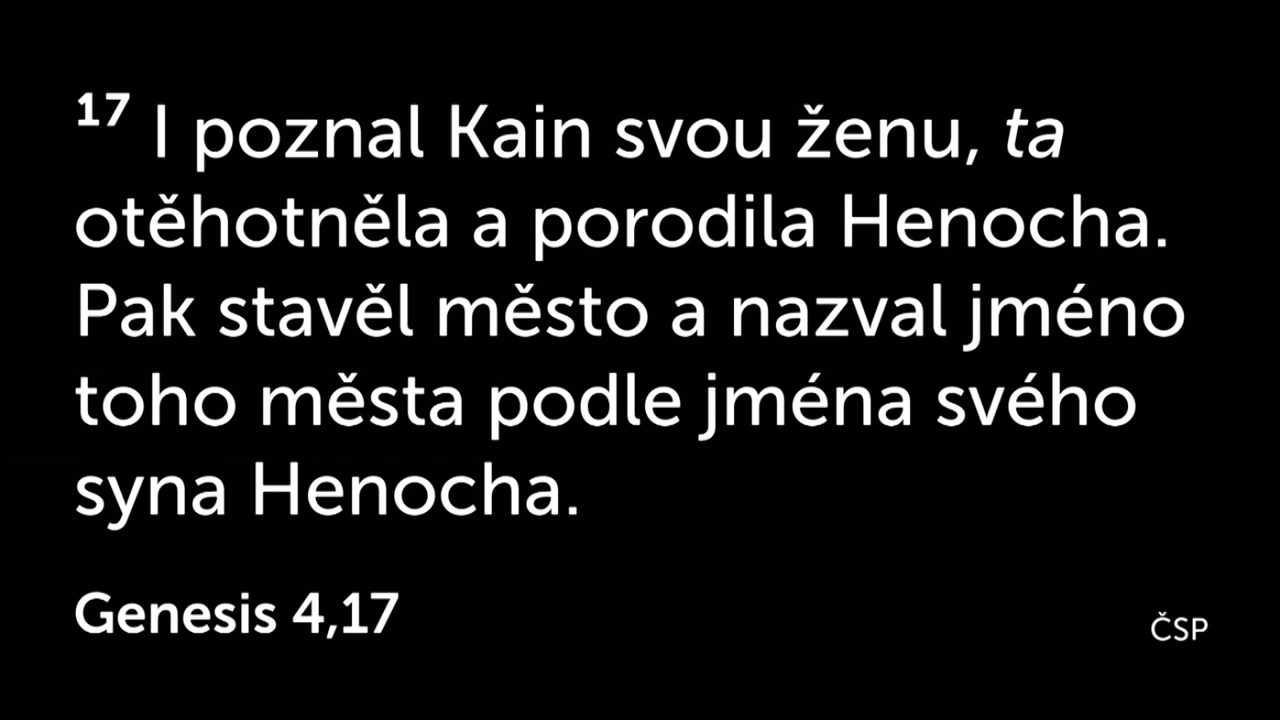 17 I poznal Kain svou ženu, ta
otěhotněla a porodila Henocha.
Pak stavěl město a nazval jméno
toho města podle jména svého
syna Henocha.
Genesis 4,17
ČSP